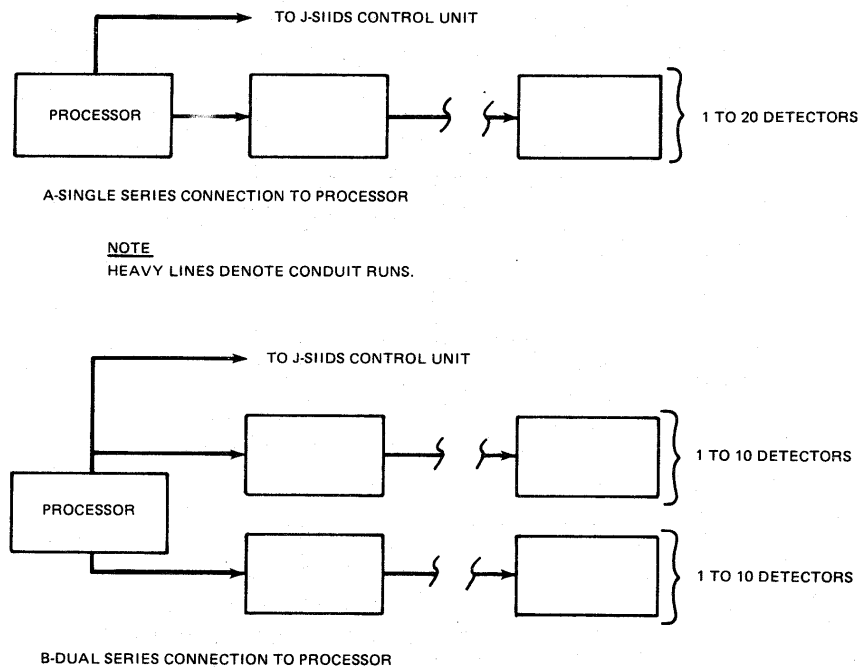 TO J-SIIDS CONTROL UNIT
PROCESSOR
1 TO 20 DETECTORS
A-SINGLE SERIES CONNECTION TO PROCESSOR
NOTE
HEAVY LINES DENOTE CONDUIT RUNS.
TO J-SIIDS CONTROL UNIT
1 TO 10 DETECTORS
PROCESSOR
1 TO 10 DETECTORS
B-DUAL SERIES CONNECTION TO PROCESSOR